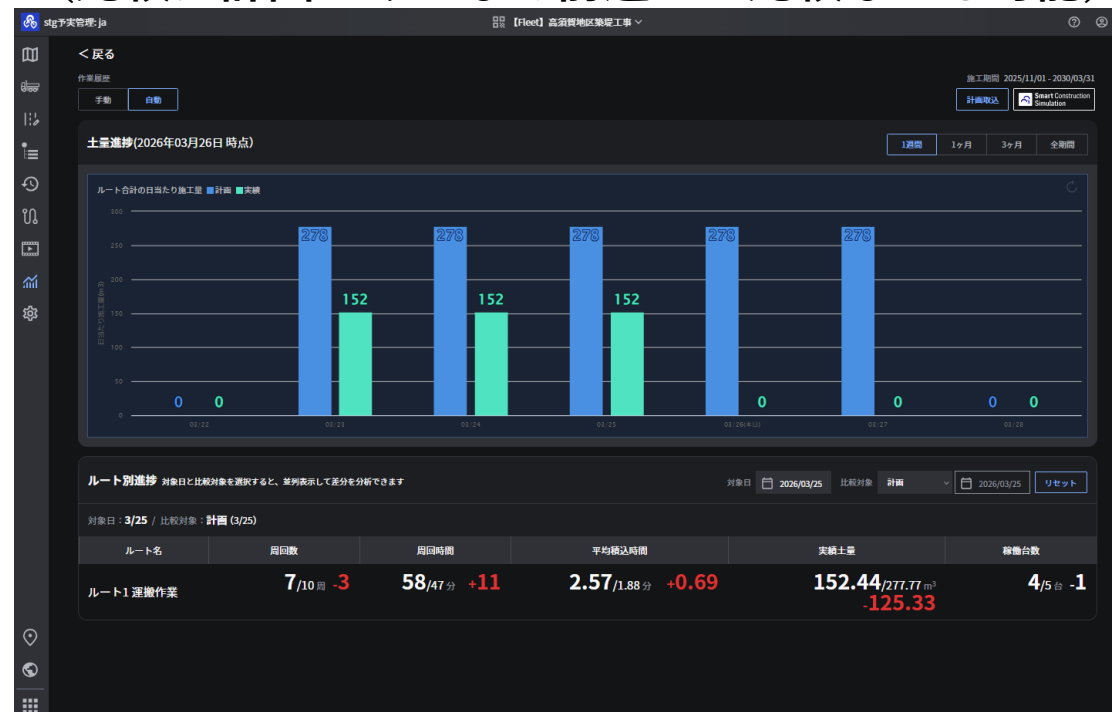 stg予実管理: ja
【Fleet】高須賀地区築堤工事
< 戻る
作業履歴
手動 自動
施工期間 2025/11/01 - 2030/03/31
計画取込 Smart Construction Simulation
土量進捗(2026年03月26日 時点)
1週間 1ヶ月 3ヶ月 全期間
ルート合計の日当たり施工量 計画 実績
日当たり施工量(m3)
300
250
200
150
100
50
0
0 0
278 152
278 152
278 152
278 0
278 0
0 0
03/22 03/23 03/24 03/25 03/26(本日) 03/27 03/28
ルート別進捗 対象日と比較対象を選択すると、並列表示して差分を分析できます
対象日 2026/03/25 比較対象 計画 2026/03/25 リセット
対象日:3/25 / 比較対象:計画 (3/25)
ルート名 周回数 周回時間 平均積込時間 実績土量 稼働台数
ルート1 運搬作業 7/10 周 -3 58/47 分 +11 2.57/1.88 分 +0.69 152.44/277.77 m³ -125.33 4/5 台 -1